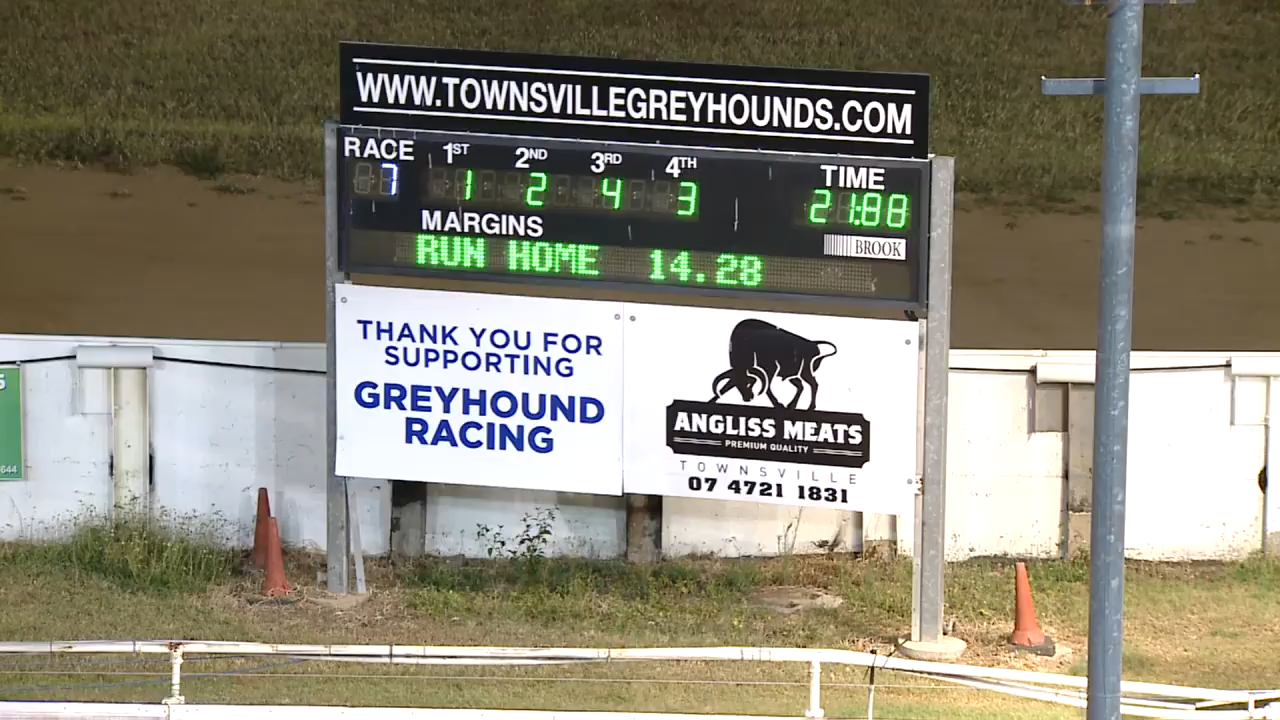 WWW.TOWNSVILLEGREYHOUNDS.COM
RACE 1ST 2ND 3RD 4TH TIME
7 1 2 4 3 21:88
MARGINS BROOK
RUN HOME 14.28
THANK YOU FOR
SUPPORTING
GREYHOUND
RACING
ANGLISS MEATS
PREMIUM QUALITY
TOWNSVILLE
07 4721 1831
S
644